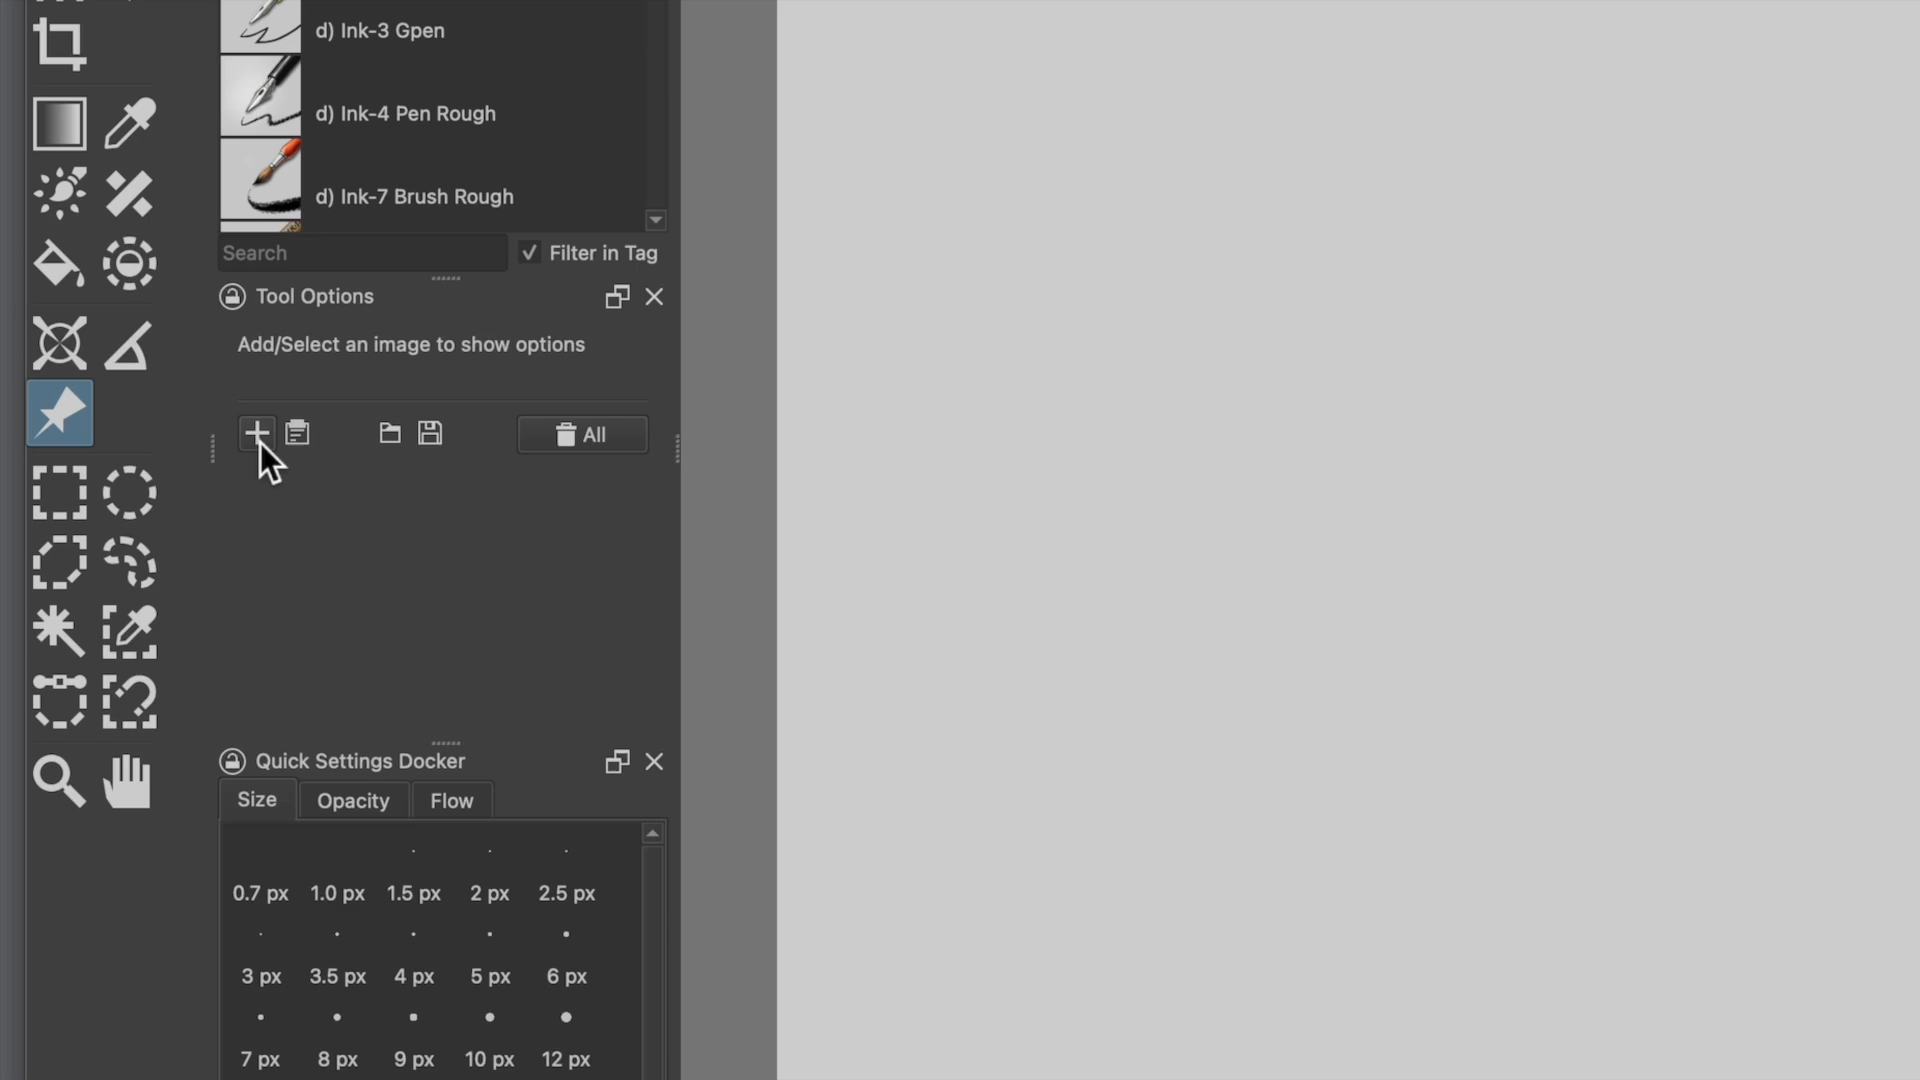 d) Ink-3 Gpen
d) Ink-4 Pen Rough
d) Ink-7 Brush Rough
Search
Filter in Tag
Tool Options
Add/Select an image to show options
All
Quick Settings Docker
Size Opacity Flow
0.7 px 1.0 px 1.5 px 2 px 2.5 px
3 px 3.5 px 4 px 5 px 6 px
7 px 8 px 9 px 10 px 12 px